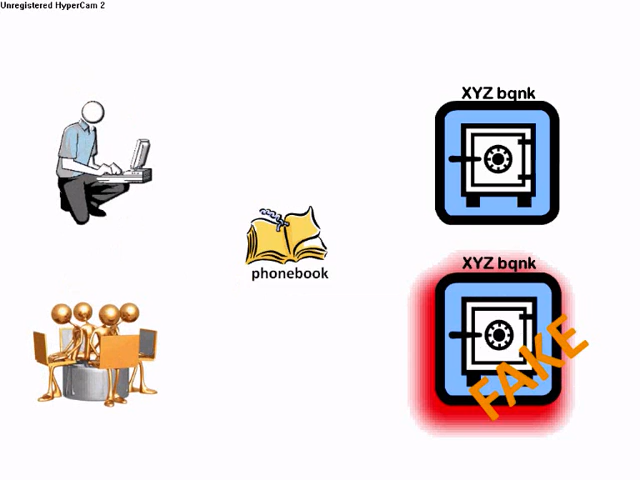 Unregistered HyperCam 2
XYZ bqnk
phonebook
XYZ bqnk
FAKE